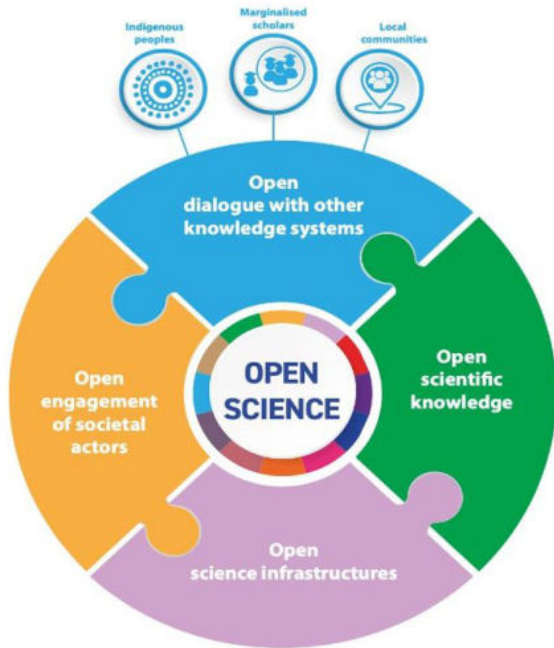 Indigenous
peoples
Marginalised
scholars
Local
communities
Open
dialogue with other
knowledge systems
Open
engagement
of societal
actors
OPEN
SCIENCE
Open
scientific
knowledge
Open
science infrastructures